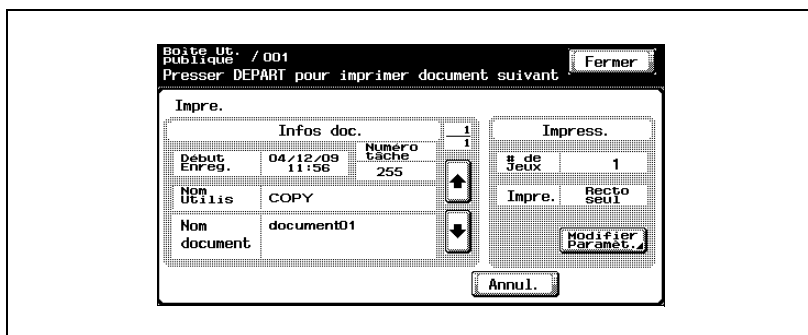 Boîte Ut.
Publique / 001
Fermer
Presser DEPART pour imprimer document suivant
Impre.
Infos doc.
1
1
Début
Enreg.
04/12/09
11:56
Numéro
tâche
255
Nom
Utilis
COPY
Nom
document
document01
Impress.
# de
Jeux
1
Impre.
Recto
seul
Modifier
Paramèt.
Annul.